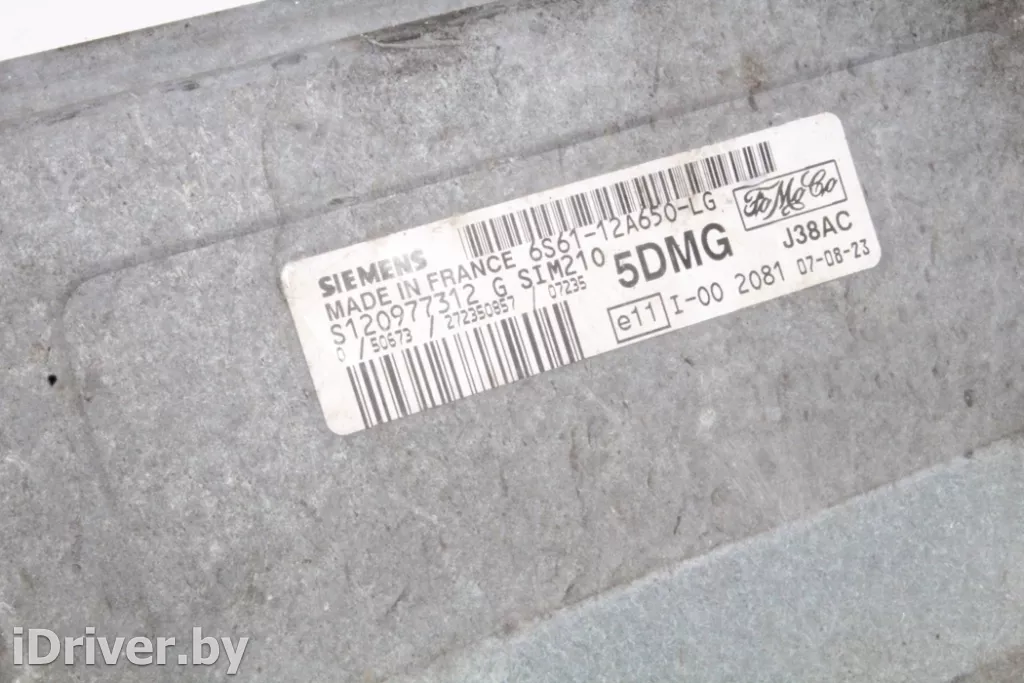 SIEMENS
MADE IN FRANCE 6S61-12A650-LG
S120977312 G SIM210
0 / 50673 / 272350857 / 07235
5DMG
FoMoCo
J38AC
e11 I-00 2081 07-08-23
iDriver.by